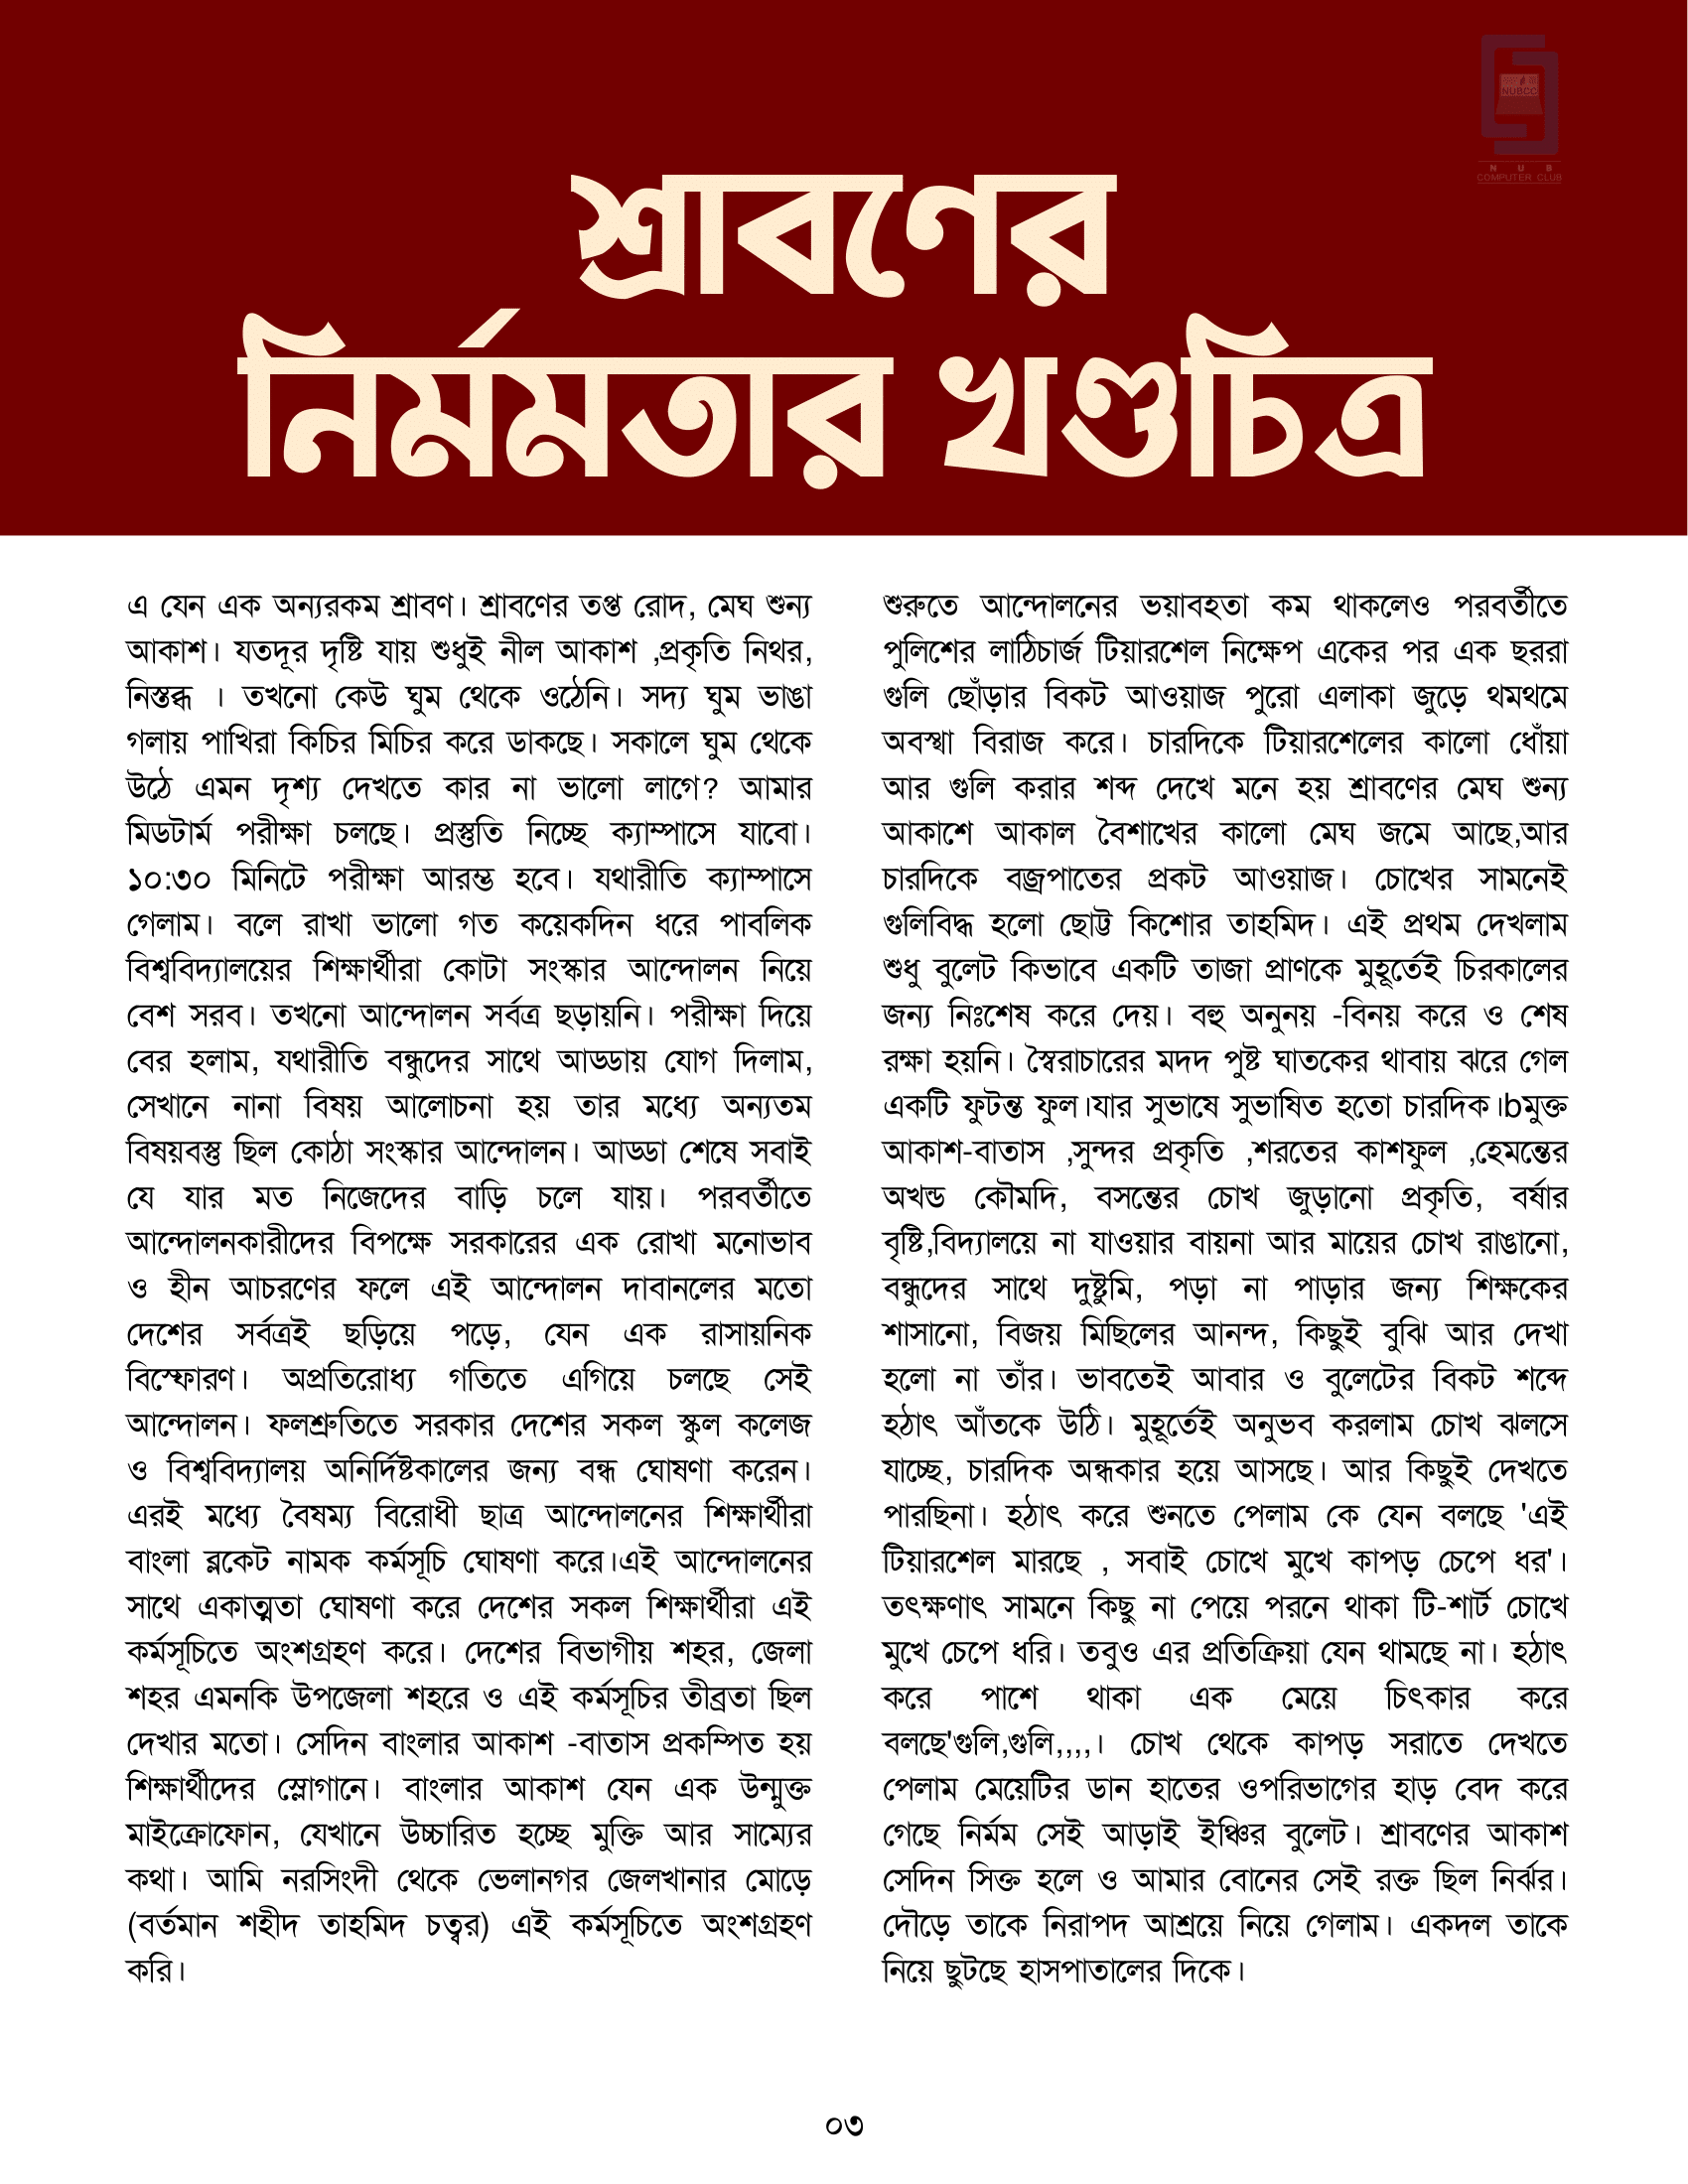 NUBCC
N U B
COMPUTER CLUB
শ্রাবণের
নির্মমতার খণ্ডচিত্র
এ যেন এক অন্যরকম শ্রাবণ। শ্রাবণের তপ্ত রোদ, মেঘ শুন্য
আকাশ। যতদূর দৃষ্টি যায় শুধুই নীল আকাশ ,প্রকৃতি নিথর,
নিস্তব্ধ । তখনো কেউ ঘুম থেকে ওঠেনি। সদ্য ঘুম ভাঙা
গলায় পাখিরা কিচির মিচির করে ডাকছে। সকালে ঘুম থেকে
উঠে এমন দৃশ্য দেখতে কার না ভালো লাগে? আমার
মিডটার্ম পরীক্ষা চলছে। প্রস্তুতি নিচ্ছে ক্যাম্পাসে যাবো।
১০:৩০ মিনিটে পরীক্ষা আরম্ভ হবে। যথারীতি ক্যাম্পাসে
গেলাম। বলে রাখা ভালো গত কয়েকদিন ধরে পাবলিক
বিশ্ববিদ্যালয়ের শিক্ষার্থীরা কোটা সংস্কার আন্দোলন নিয়ে
বেশ সরব। তখনো আন্দোলন সর্বত্র ছড়ায়নি। পরীক্ষা দিয়ে
বের হলাম, যথারীতি বন্ধুদের সাথে আড্ডায় যোগ দিলাম,
সেখানে নানা বিষয় আলোচনা হয় তার মধ্যে অন্যতম
বিষয়বস্তু ছিল কোঠা সংস্কার আন্দোলন। আড্ডা শেষে সবাই
যে যার মত নিজেদের বাড়ি চলে যায়। পরবর্তীতে
আন্দোলনকারীদের বিপক্ষে সরকারের এক রোখা মনোভাব
ও হীন আচরণের ফলে এই আন্দোলন দাবানলের মতো
দেশের সর্বত্রই ছড়িয়ে পড়ে, যেন এক রাসায়নিক
বিস্ফোরণ। অপ্রতিরোধ্য গতিতে এগিয়ে চলছে সেই
আন্দোলন। ফলশ্রুতিতে সরকার দেশের সকল স্কুল কলেজ
ও বিশ্ববিদ্যালয় অনির্দিষ্টকালের জন্য বন্ধ ঘোষণা করেন।
এরই মধ্যে বৈষম্য বিরোধী ছাত্র আন্দোলনের শিক্ষার্থীরা
বাংলা ব্লকেট নামক কর্মসূচি ঘোষণা করে।এই আন্দোলনের
সাথে একাত্মতা ঘোষণা করে দেশের সকল শিক্ষার্থীরা এই
কর্মসূচিতে অংশগ্রহণ করে। দেশের বিভাগীয় শহর, জেলা
শহর এমনকি উপজেলা শহরে ও এই কর্মসূচির তীব্রতা ছিল
দেখার মতো। সেদিন বাংলার আকাশ -বাতাস প্রকম্পিত হয়
শিক্ষার্থীদের স্লোগানে। বাংলার আকাশ যেন এক উন্মুক্ত
মাইক্রোফোন, যেখানে উচ্চারিত হচ্ছে মুক্তি আর সাম্যের
কথা। আমি নরসিংদী থেকে ভেলানগর জেলখানার মোড়ে
(বর্তমান শহীদ তাহমিদ চত্বর) এই কর্মসূচিতে অংশগ্রহণ
করি।
শুরুতে আন্দোলনের ভয়াবহতা কম থাকলেও পরবর্তীতে
পুলিশের লাঠিচার্জ টিয়ারশেল নিক্ষেপ একের পর এক ছররা
গুলি ছোঁড়ার বিকট আওয়াজ পুরো এলাকা জুড়ে থমথমে
অবস্থা বিরাজ করে। চারদিকে টিয়ারশেলের কালো ধোঁয়া
আর গুলি করার শব্দ দেখে মনে হয় শ্রাবণের মেঘ শুন্য
আকাশে আকাল বৈশাখের কালো মেঘ জমে আছে,আর
চারদিকে বজ্রপাতের প্রকট আওয়াজ। চোখের সামনেই
গুলিবিদ্ধ হলো ছোট্ট কিশোর তাহমিদ। এই প্রথম দেখলাম
শুধু বুলেট কিভাবে একটি তাজা প্রাণকে মুহূর্তেই চিরকালের
জন্য নিঃশেষ করে দেয়। বহু অনুনয় -বিনয় করে ও শেষ
রক্ষা হয়নি। স্বৈরাচারের মদদ পুষ্ট ঘাতকের থাবায় ঝরে গেল
একটি ফুটন্ত ফুল।যার সুভাষে সুভাষিত হতো চারদিক।bমুক্ত
আকাশ-বাতাস ,সুন্দর প্রকৃতি ,শরতের কাশফুল ,হেমন্তের
অখন্ড কৌমদি, বসন্তের চোখ জুড়ানো প্রকৃতি, বর্ষার
বৃষ্টি,বিদ্যালয়ে না যাওয়ার বায়না আর মায়ের চোখ রাঙানো,
বন্ধুদের সাথে দুষ্টুমি, পড়া না পাড়ার জন্য শিক্ষকের
শাসানো, বিজয় মিছিলের আনন্দ, কিছুই বুঝি আর দেখা
হলো না তাঁর। ভাবতেই আবার ও বুলেটের বিকট শব্দে
হঠাৎ আঁতকে উঠি। মুহূর্তেই অনুভব করলাম চোখ ঝলসে
যাচ্ছে, চারদিক অন্ধকার হয়ে আসছে। আর কিছুই দেখতে
পারছিনা। হঠাৎ করে শুনতে পেলাম কে যেন বলছে 'এই
টিয়ারশেল মারছে , সবাই চোখে মুখে কাপড় চেপে ধর'।
তৎক্ষণাৎ সামনে কিছু না পেয়ে পরনে থাকা টি-শার্ট চোখে
মুখে চেপে ধরি। তবুও এর প্রতিক্রিয়া যেন থামছে না। হঠাৎ
করে পাশে থাকা এক মেয়ে চিৎকার করে
বলছে'গুলি,গুলি,,,,। চোখ থেকে কাপড় সরাতে দেখতে
পেলাম মেয়েটির ডান হাতের ওপরিভাগের হাড় বেদ করে
গেছে নির্মম সেই আড়াই ইঞ্চির বুলেট। শ্রাবণের আকাশ
সেদিন সিক্ত হলে ও আমার বোনের সেই রক্ত ছিল নির্ঝর।
দৌড়ে তাকে নিরাপদ আশ্রয়ে নিয়ে গেলাম। একদল তাকে
নিয়ে ছুটছে হাসপাতালের দিকে।
০৩